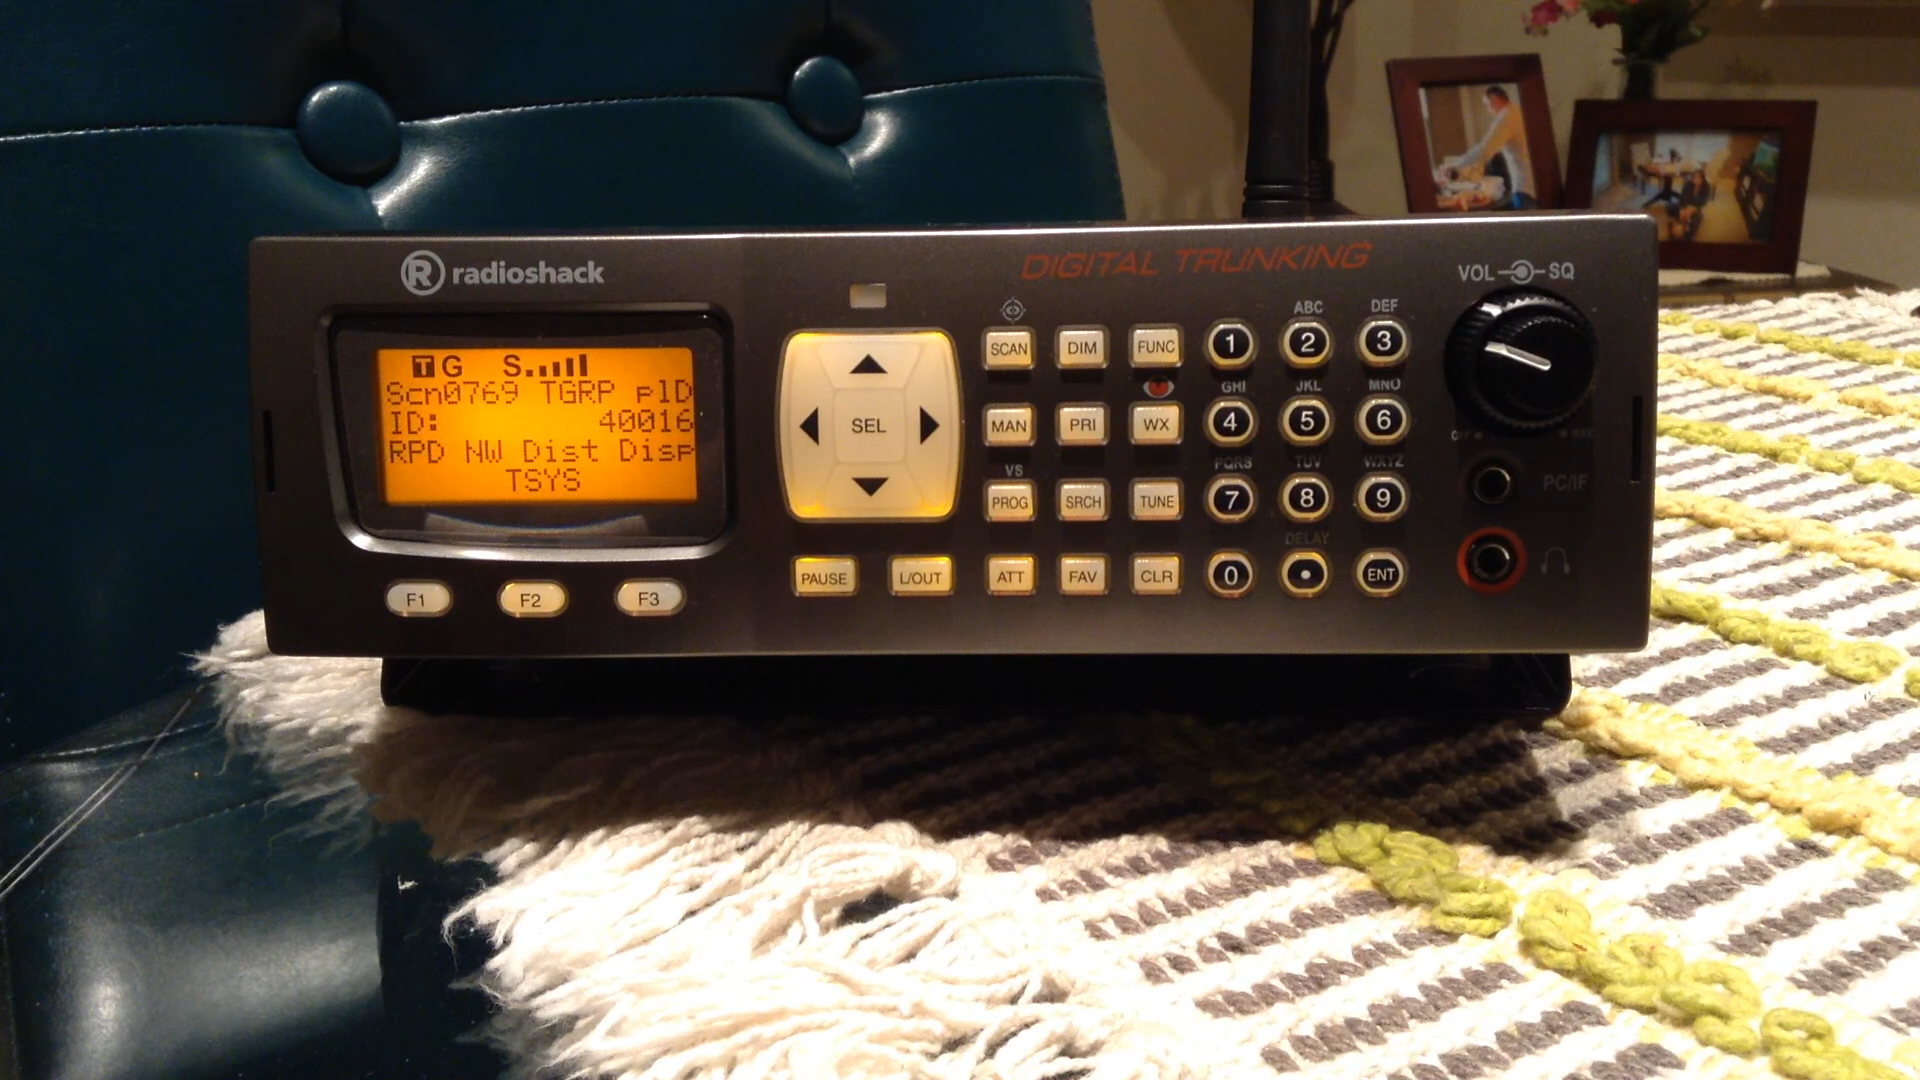 R radioshack
DIGITAL TRUNKING
VOL SQ
T G S
Scn0769 TGRP pID
ID: 40016
RPD NW Dist Disp
TSYS
F1 F2 F3
SEL
PAUSE L/OUT
SCAN DIM FUNC
MAN PRI WX
VS
PROG SRCH TUNE
ATT FAV CLR
ABC DEF
1 2 3
GHI JKL MNO
4 5 6
PQRS TUV WXYZ
7 8 9
DELAY
0 • ENT
OFF MAX
PC/IF